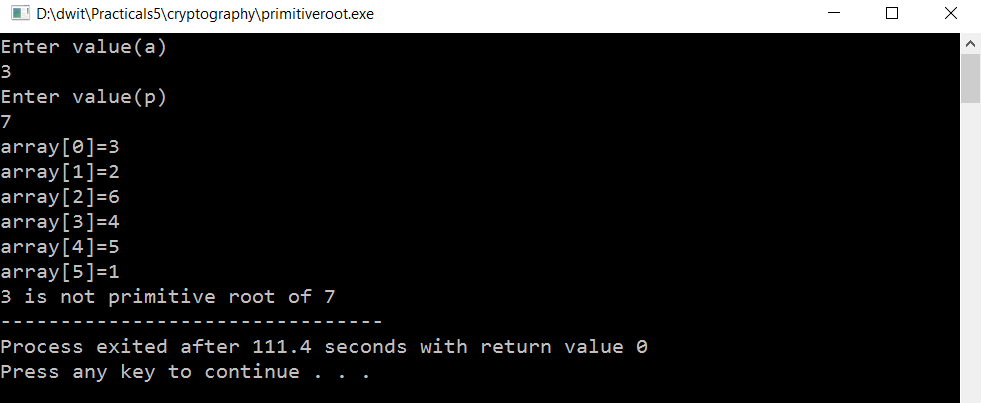 D:\dwit\Practicals5\cryptography\primitiveroot.exe
Enter value(a)
3
Enter value(p)
7
array[0]=3
array[1]=2
array[2]=6
array[3]=4
array[4]=5
array[5]=1
3 is not primitive root of 7
--------------------------------
Process exited after 111.4 seconds with return value 0
Press any key to continue . . .